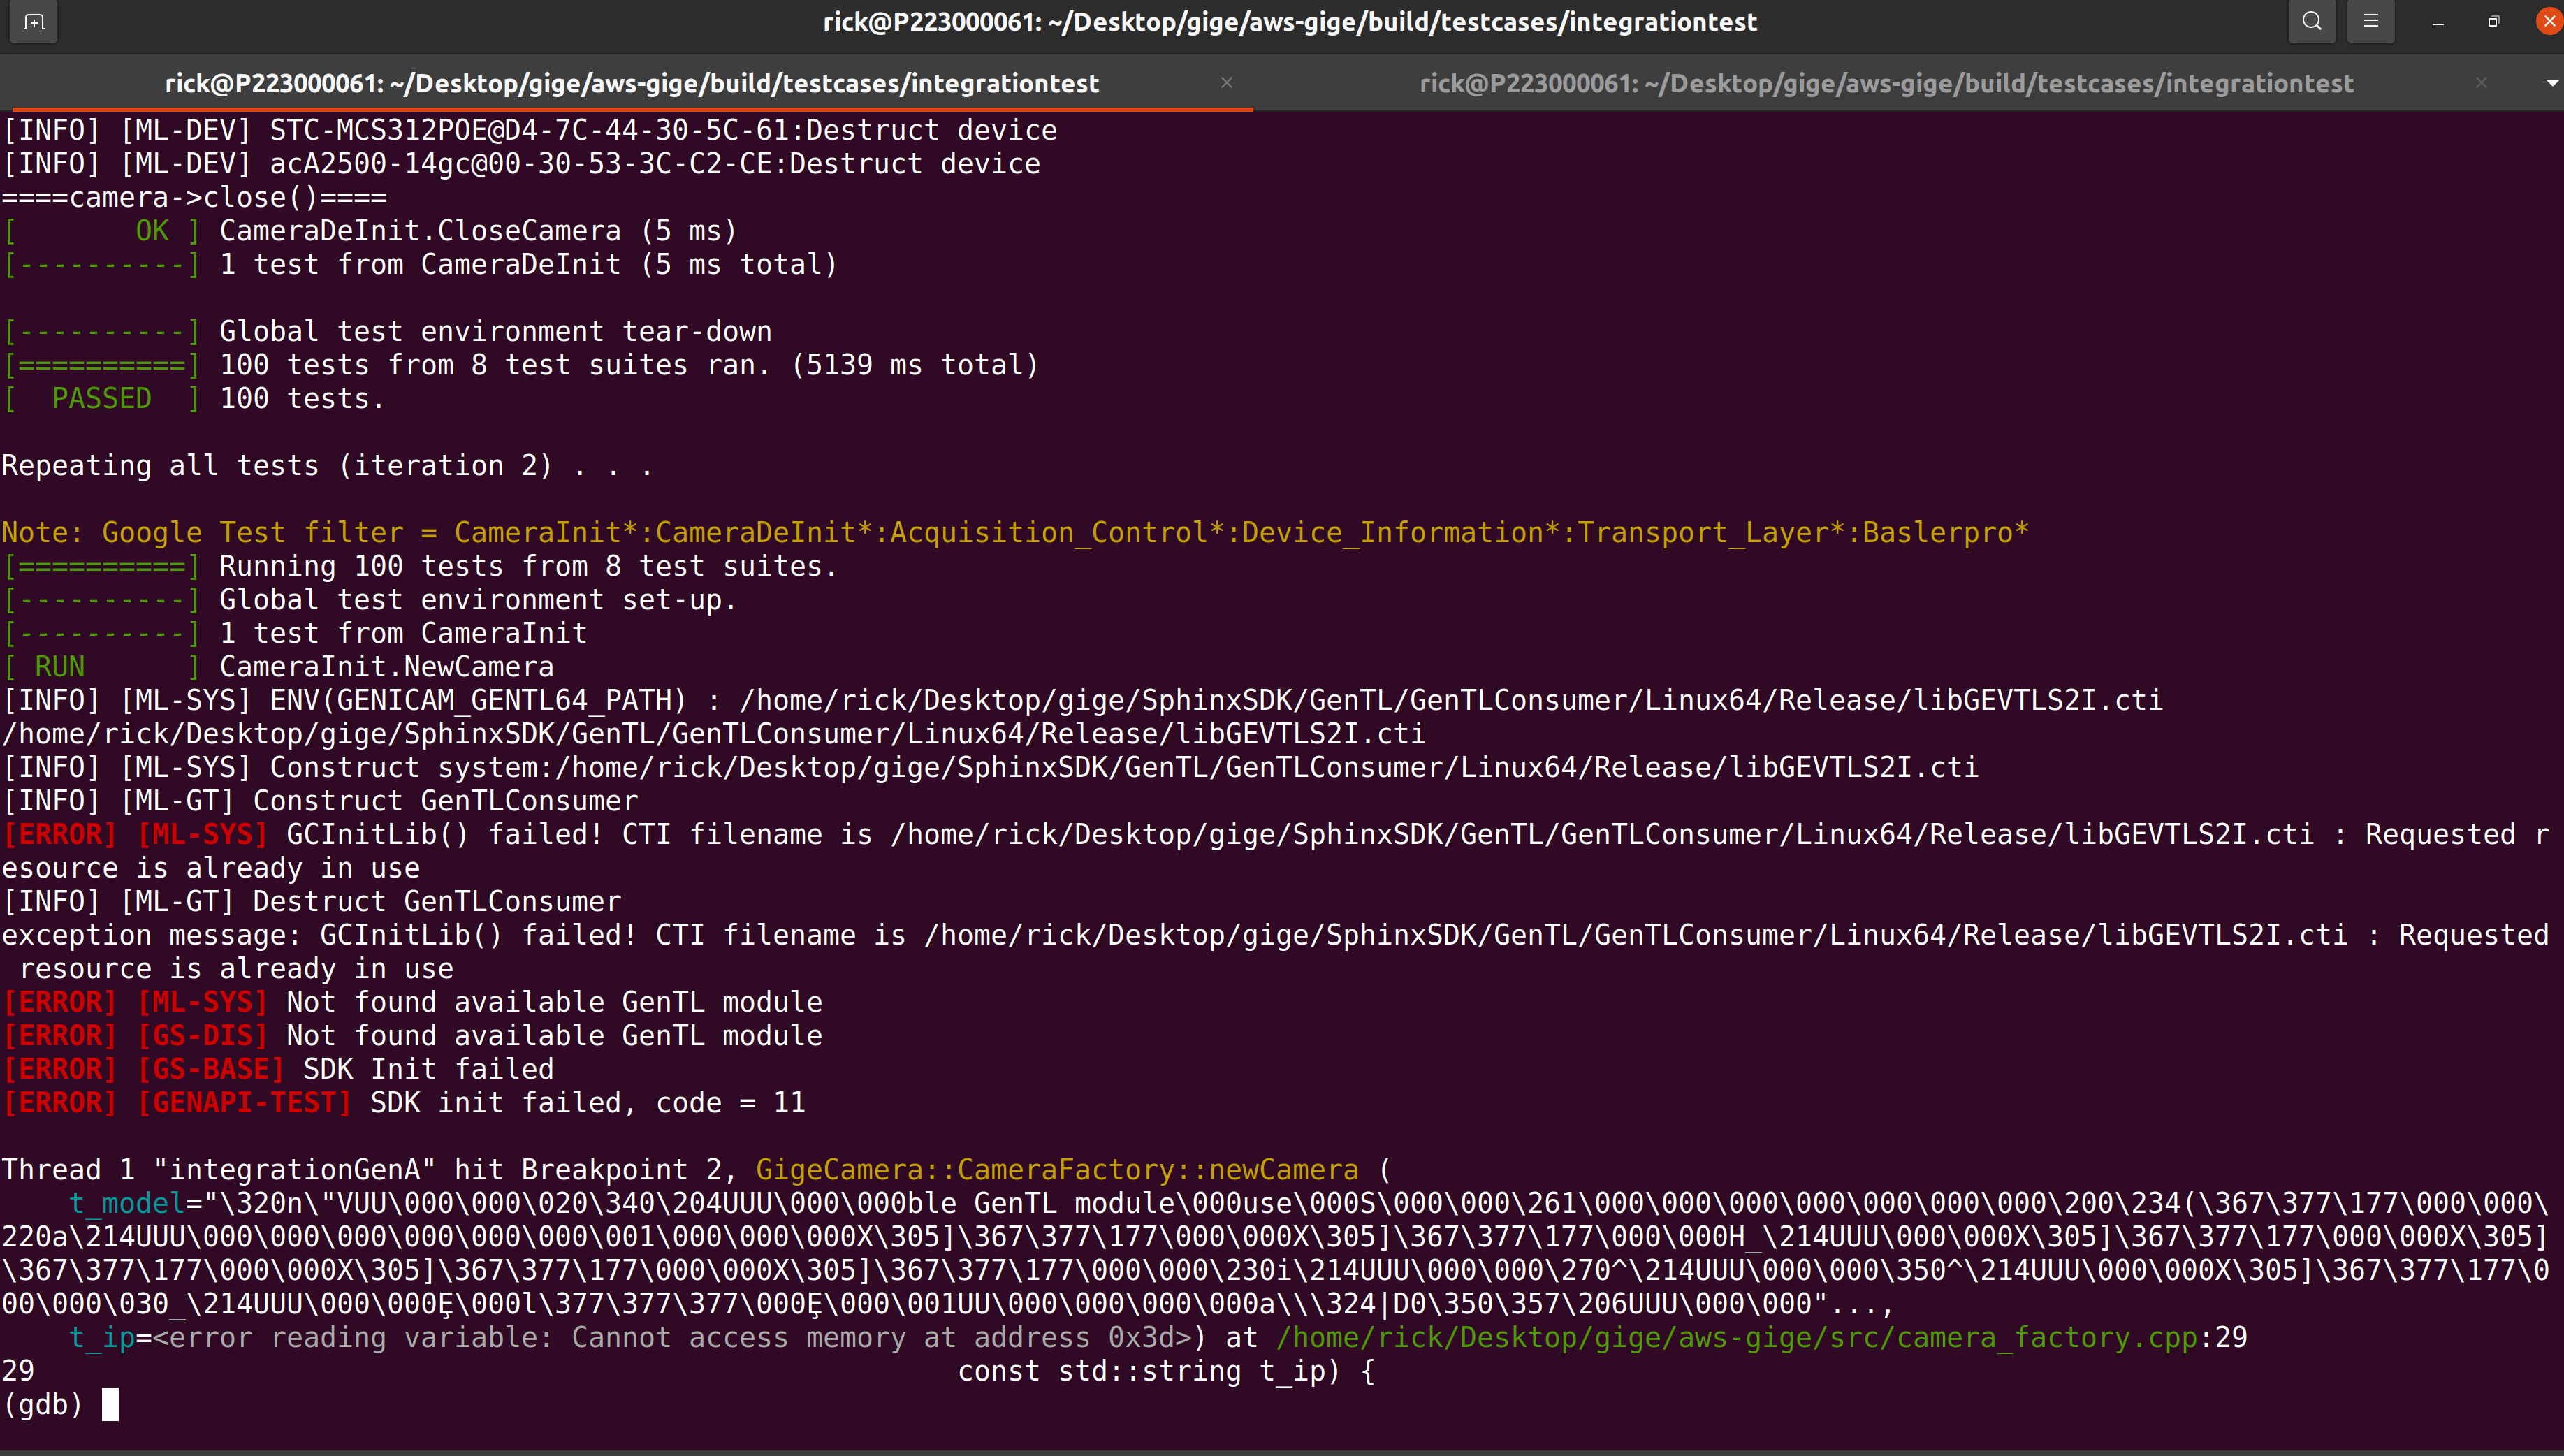 rick@P223000061: ~/Desktop/gige/aws-gige/build/testcases/integrationtest
rick@P223000061: ~/Desktop/gige/aws-gige/build/testcases/integrationtest
rick@P223000061: ~/Desktop/gige/aws-gige/build/testcases/integrationtest
[INFO] [ML-DEV] STC-MCS312POE@D4-7C-44-30-5C-61:Destruct device
[INFO] [ML-DEV] acA2500-14gc@00-30-53-3C-C2-CE:Destruct device
====camera->close()====
[       OK ] CameraDeInit.CloseCamera (5 ms)
[----------] 1 test from CameraDeInit (5 ms total)
[----------] Global test environment tear-down
[==========] 100 tests from 8 test suites ran. (5139 ms total)
[  PASSED  ] 100 tests.
Repeating all tests (iteration 2) . . .
Note: Google Test filter = CameraInit*:CameraDeInit*:Acquisition_Control*:Device_Information*:Transport_Layer*:Baslerpro*
[==========] Running 100 tests from 8 test suites.
[----------] Global test environment set-up.
[----------] 1 test from CameraInit
[ RUN      ] CameraInit.NewCamera
[INFO] [ML-SYS] ENV(GENICAM_GENTL64_PATH) : /home/rick/Desktop/gige/SphinxSDK/GenTL/GenTLConsumer/Linux64/Release/libGEVTLS2I.cti
/home/rick/Desktop/gige/SphinxSDK/GenTL/GenTLConsumer/Linux64/Release/libGEVTLS2I.cti
[INFO] [ML-SYS] Construct system:/home/rick/Desktop/gige/SphinxSDK/GenTL/GenTLConsumer/Linux64/Release/libGEVTLS2I.cti
[INFO] [ML-GT] Construct GenTLConsumer
[ERROR] [ML-SYS] GCInitLib() failed! CTI filename is /home/rick/Desktop/gige/SphinxSDK/GenTL/GenTLConsumer/Linux64/Release/libGEVTLS2I.cti : Requested r
esource is already in use
[INFO] [ML-GT] Destruct GenTLConsumer
exception message: GCInitLib() failed! CTI filename is /home/rick/Desktop/gige/SphinxSDK/GenTL/GenTLConsumer/Linux64/Release/libGEVTLS2I.cti : Requested
 resource is already in use
[ERROR] [ML-SYS] Not found available GenTL module
[ERROR] [GS-DIS] Not found available GenTL module
[ERROR] [GS-BASE] SDK Init failed
[ERROR] [GENAPI-TEST] SDK init failed, code = 11
Thread 1 "integrationGenA" hit Breakpoint 2, GigeCamera::CameraFactory::newCamera (
    t_model="\320n\"VUU\000\000\020\340\204UUU\000\000ble GenTL module\000use\000S\000\000\261\000\000\000\000\000\000\000\200\234(\367\377\177\000\000\
220a\214UUU\000\000\000\000\000\000\001\000\000\000X\305]\367\377\177\000\000X\305]\367\377\177\000\000H_\214UUU\000\000X\305]\367\377\177\000\000X\305]
\367\377\177\000\000X\305]\367\377\177\000\000X\305]\367\377\177\000\000\230i\214UUU\000\000\270^\214UUU\000\000\350^\214UUU\000\000X\305]\367\377\177\0
00\000\030_\214UUU\000\000Ȩ\000l\377\377\377\000Ȩ\000\001UU\000\000\000\000a\\\324|D0\350\357\206UUU\000\000"...,
    t_ip=<error reading variable: Cannot access memory at address 0x3d>) at /home/rick/Desktop/gige/aws-gige/src/camera_factory.cpp:29
29                                                       const std::string t_ip) {
(gdb)